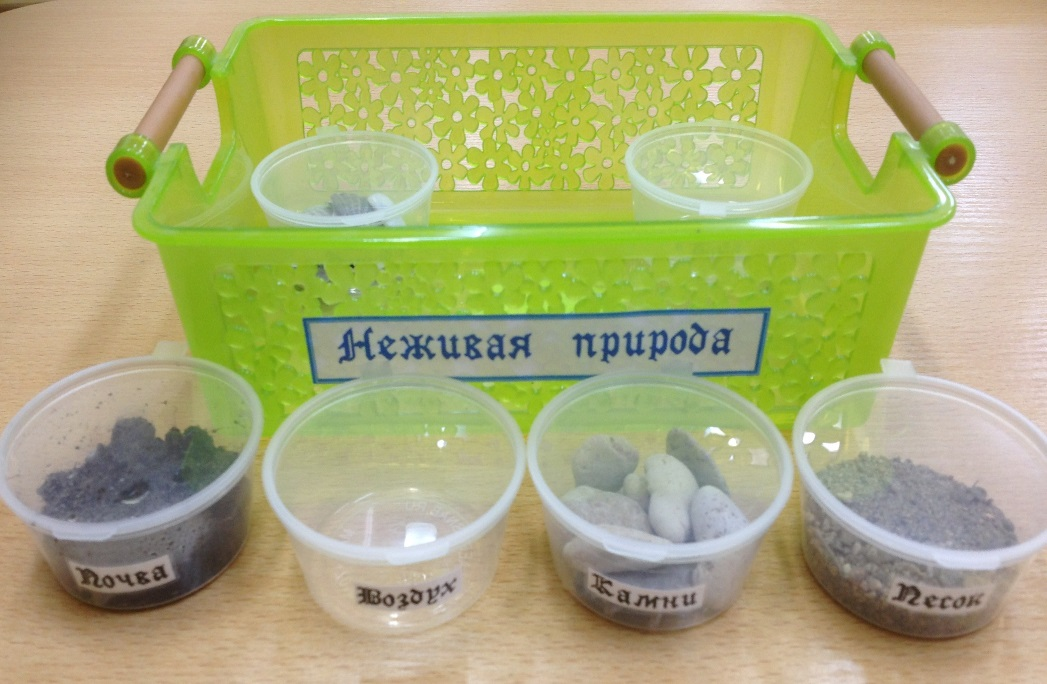 Неживая природа
Почва
Воздух
Камни
Песок